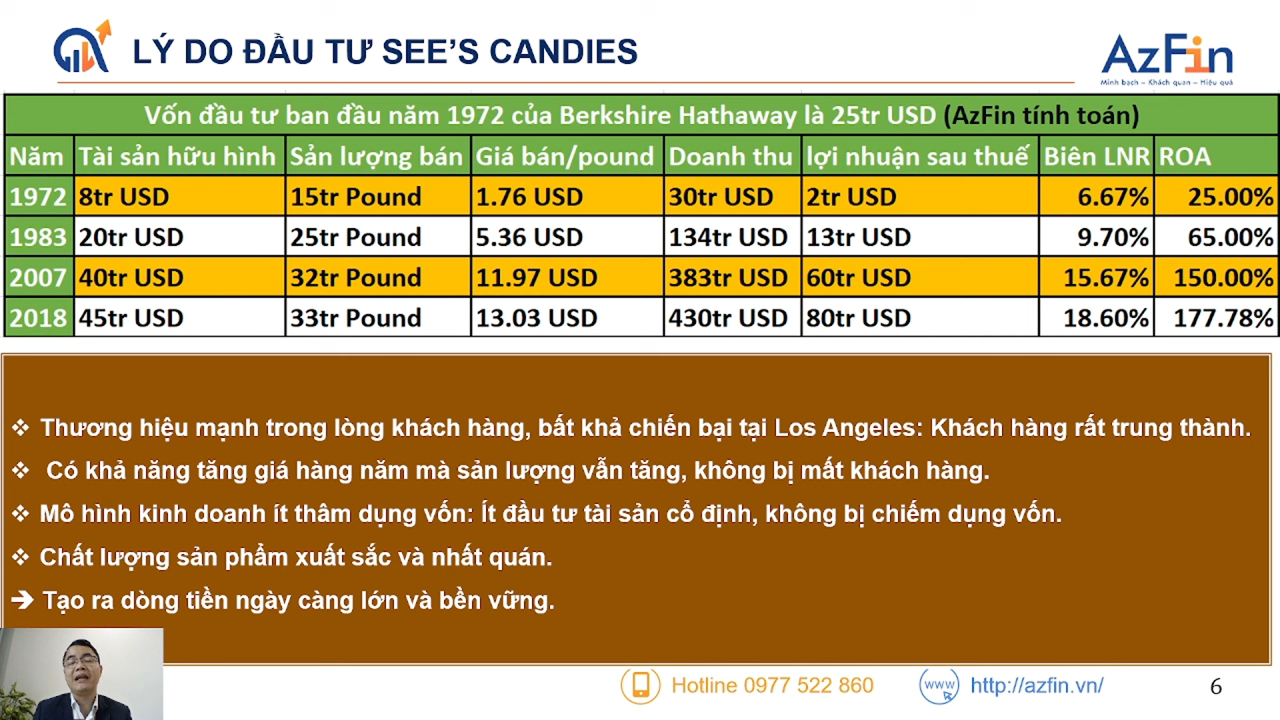 LÝ DO ĐẦU TƯ SEE'S CANDIES
AzFin
Minh bạch – Khách quan – Hiệu quả
Vốn đầu tư ban đầu năm 1972 của Berkshire Hathaway là 25tr USD (AzFin tính toán)
Năm Tài sản hữu hình Sản lượng bán Giá bán/pound Doanh thu lợi nhuận sau thuế Biên LNR ROA
1972 8tr USD 15tr Pound 1.76 USD 30tr USD 2tr USD 6.67% 25.00%
1983 20tr USD 25tr Pound 5.36 USD 134tr USD 13tr USD 9.70% 65.00%
2007 40tr USD 32tr Pound 11.97 USD 383tr USD 60tr USD 15.67% 150.00%
2018 45tr USD 33tr Pound 13.03 USD 430tr USD 80tr USD 18.60% 177.78%
❖ Thương hiệu mạnh trong lòng khách hàng, bất khả chiến bại tại Los Angeles: Khách hàng rất trung thành.
❖ Có khả năng tăng giá hàng năm mà sản lượng vẫn tăng, không bị mất khách hàng.
❖ Mô hình kinh doanh ít thâm dụng vốn: Ít đầu tư tài sản cố định, không bị chiếm dụng vốn.
❖ Chất lượng sản phẩm xuất sắc và nhất quán.
➔ Tạo ra dòng tiền ngày càng lớn và bền vững.
Hotline 0977 522 860 www http://azfin.vn/ 6